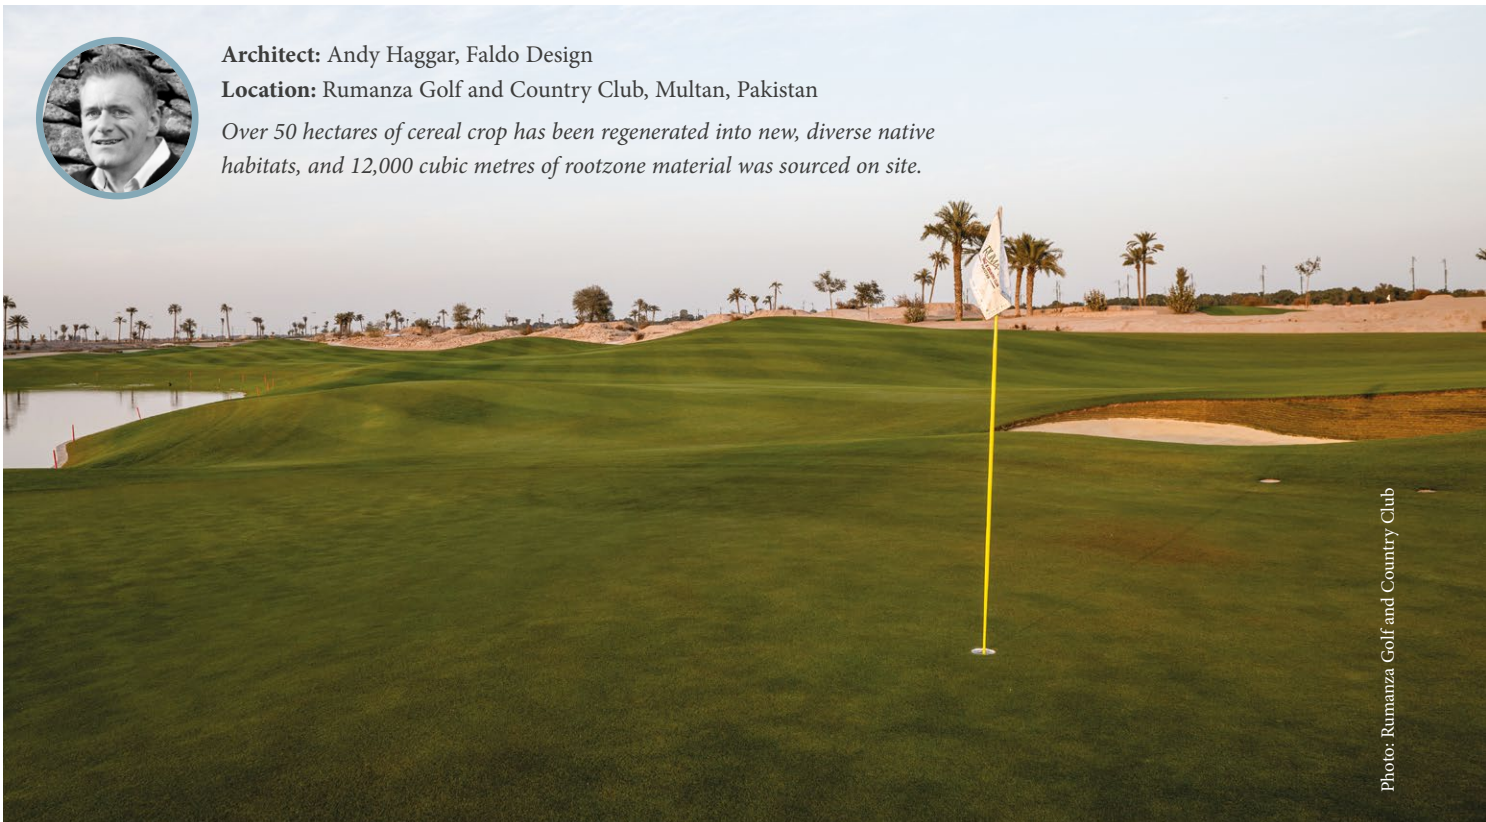 Architect: Andy Haggar, Faldo Design
Location: Rumanza Golf and Country Club, Multan, Pakistan
Over 50 hectares of cereal crop has been regenerated into new, diverse native
habitats, and 12,000 cubic metres of rootzone material was sourced on site.
Photo: Rumanza Golf and Country Club